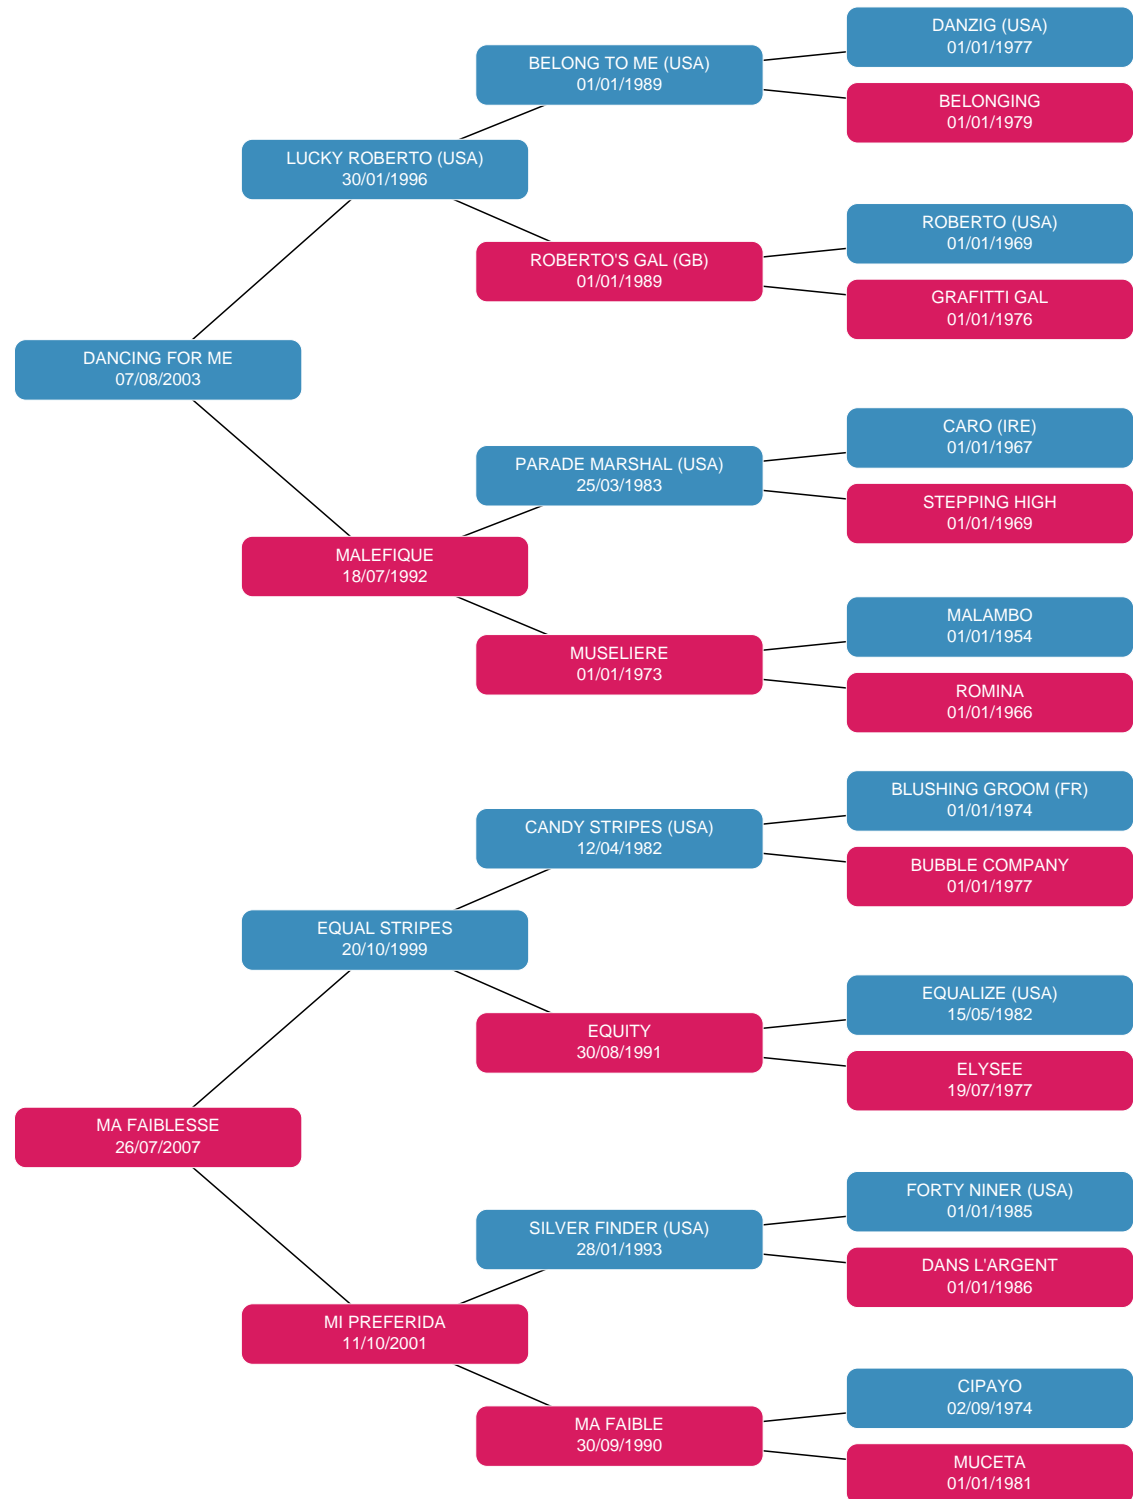 DANZIG (USA)
01/01/1977
BELONG TO ME (USA)
01/01/1989
BELONGING
01/01/1979
LUCKY ROBERTO (USA)
30/01/1996
ROBERTO (USA)
01/01/1969
ROBERTO'S GAL (GB)
01/01/1989
GRAFITTI GAL
01/01/1976
DANCING FOR ME
07/08/2003
CARO (IRE)
01/01/1967
PARADE MARSHAL (USA)
25/03/1983
STEPPING HIGH
01/01/1969
MALEFIQUE
18/07/1992
MALAMBO
01/01/1954
MUSELIERE
01/01/1973
ROMINA
01/01/1966
BLUSHING GROOM (FR)
01/01/1974
CANDY STRIPES (USA)
12/04/1982
BUBBLE COMPANY
01/01/1977
EQUAL STRIPES
20/10/1999
EQUALIZE (USA)
15/05/1982
EQUITY
30/08/1991
ELYSEE
19/07/1977
MA FAIBLESSE
26/07/2007
FORTY NINER (USA)
01/01/1985
SILVER FINDER (USA)
28/01/1993
DANS L'ARGENT
01/01/1986
MI PREFERIDA
11/10/2001
CIPAYO
02/09/1974
MA FAIBLE
30/09/1990
MUCETA
01/01/1981